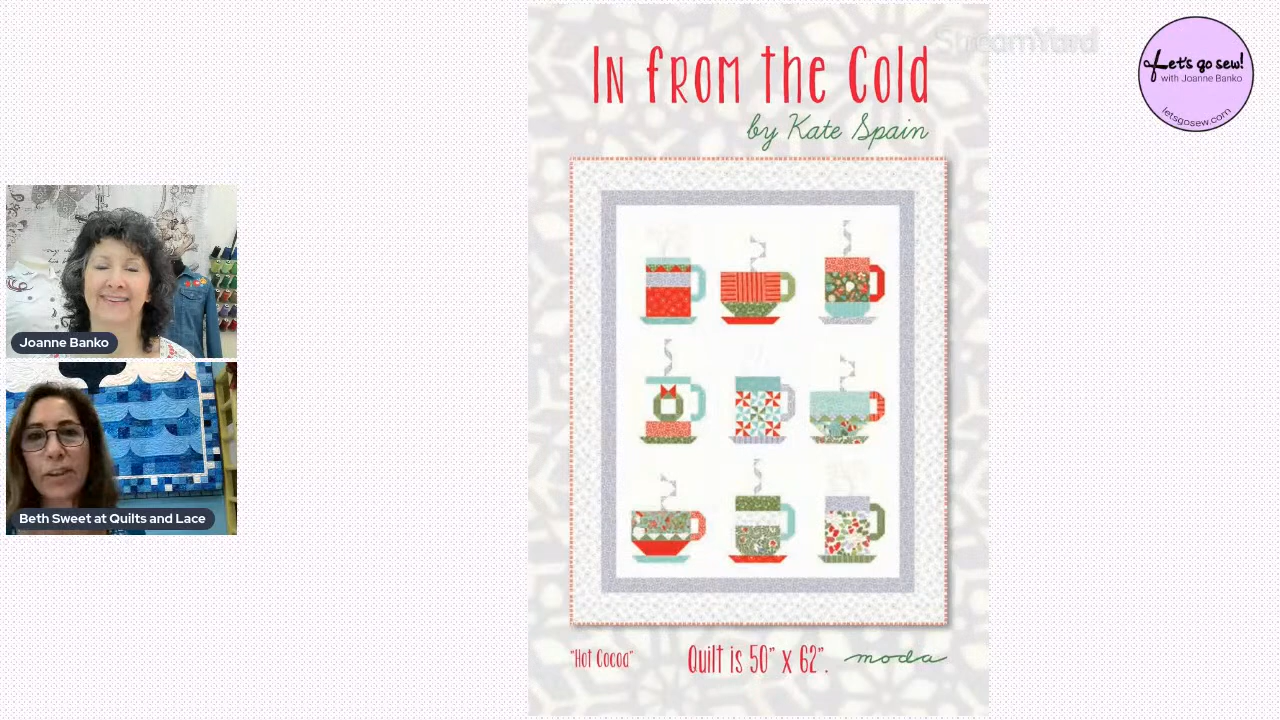 In from the Cold
by Kate Spain
StreamYard
Let's go sew!
with Joanne Banko
letsgosew.com
Joanne Banko
Beth Sweet at Quilts and Lace
"Hot Cocoa"
Quilt is 50" x 62".
moda